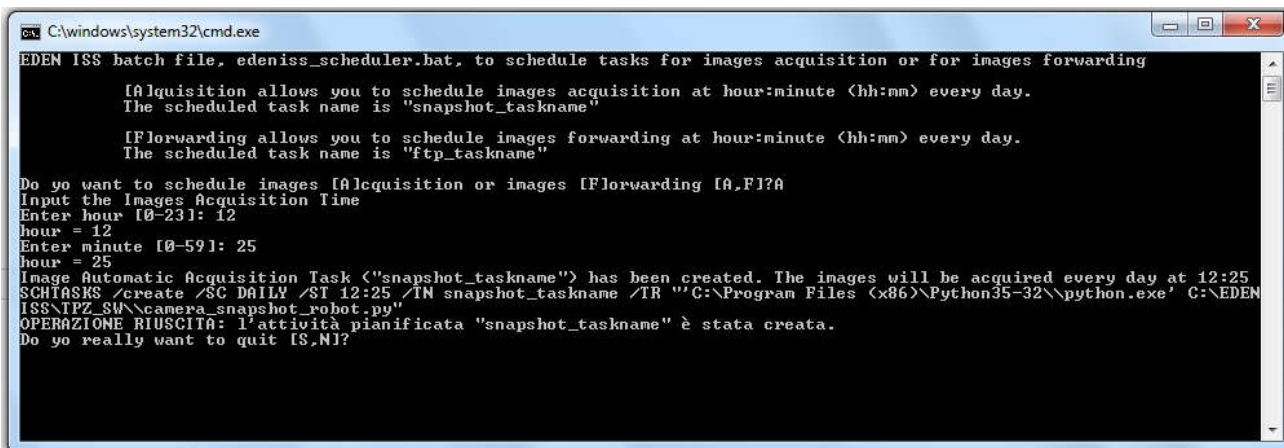 C:\windows\system32\cmd.exe
EDEN ISS batch file, edeniss_scheduler.bat, to schedule tasks for images acquisition or for images forwarding
[A]lquisition allows you to schedule images acquisition at hour:minute (hh:mm) every day.
The scheduled task name is "snapshot_taskname"
[F]lorwarding allows you to schedule images forwarding at hour:minute (hh:mm) every day.
The scheduled task name is "ftp_taskname"
Do yo want to schedule images [A]cquisition or images [F]orwarding [A,F]?A
Input the Images Acquisition Time
Enter hour [0-23]: 12
hour = 12
Enter minute [0-59]: 25
hour = 25
Image Automatic Acquisition Task ("snapshot_taskname") has been created. The images will be acquired every day at 12:25
SCHTASKS /create /SC DAILY /ST 12:25 /TN snapshot_taskname /TR "'C:\Program Files (x86)\Python35-32\\python.exe' C:\EDEN
ISS\TPZ_SW\\camera_snapshot_robot.py"
OPERAZIONE RIUSCITA: l'attività pianificata "snapshot_taskname" è stata creata.
Do yo really want to quit [S,N]?